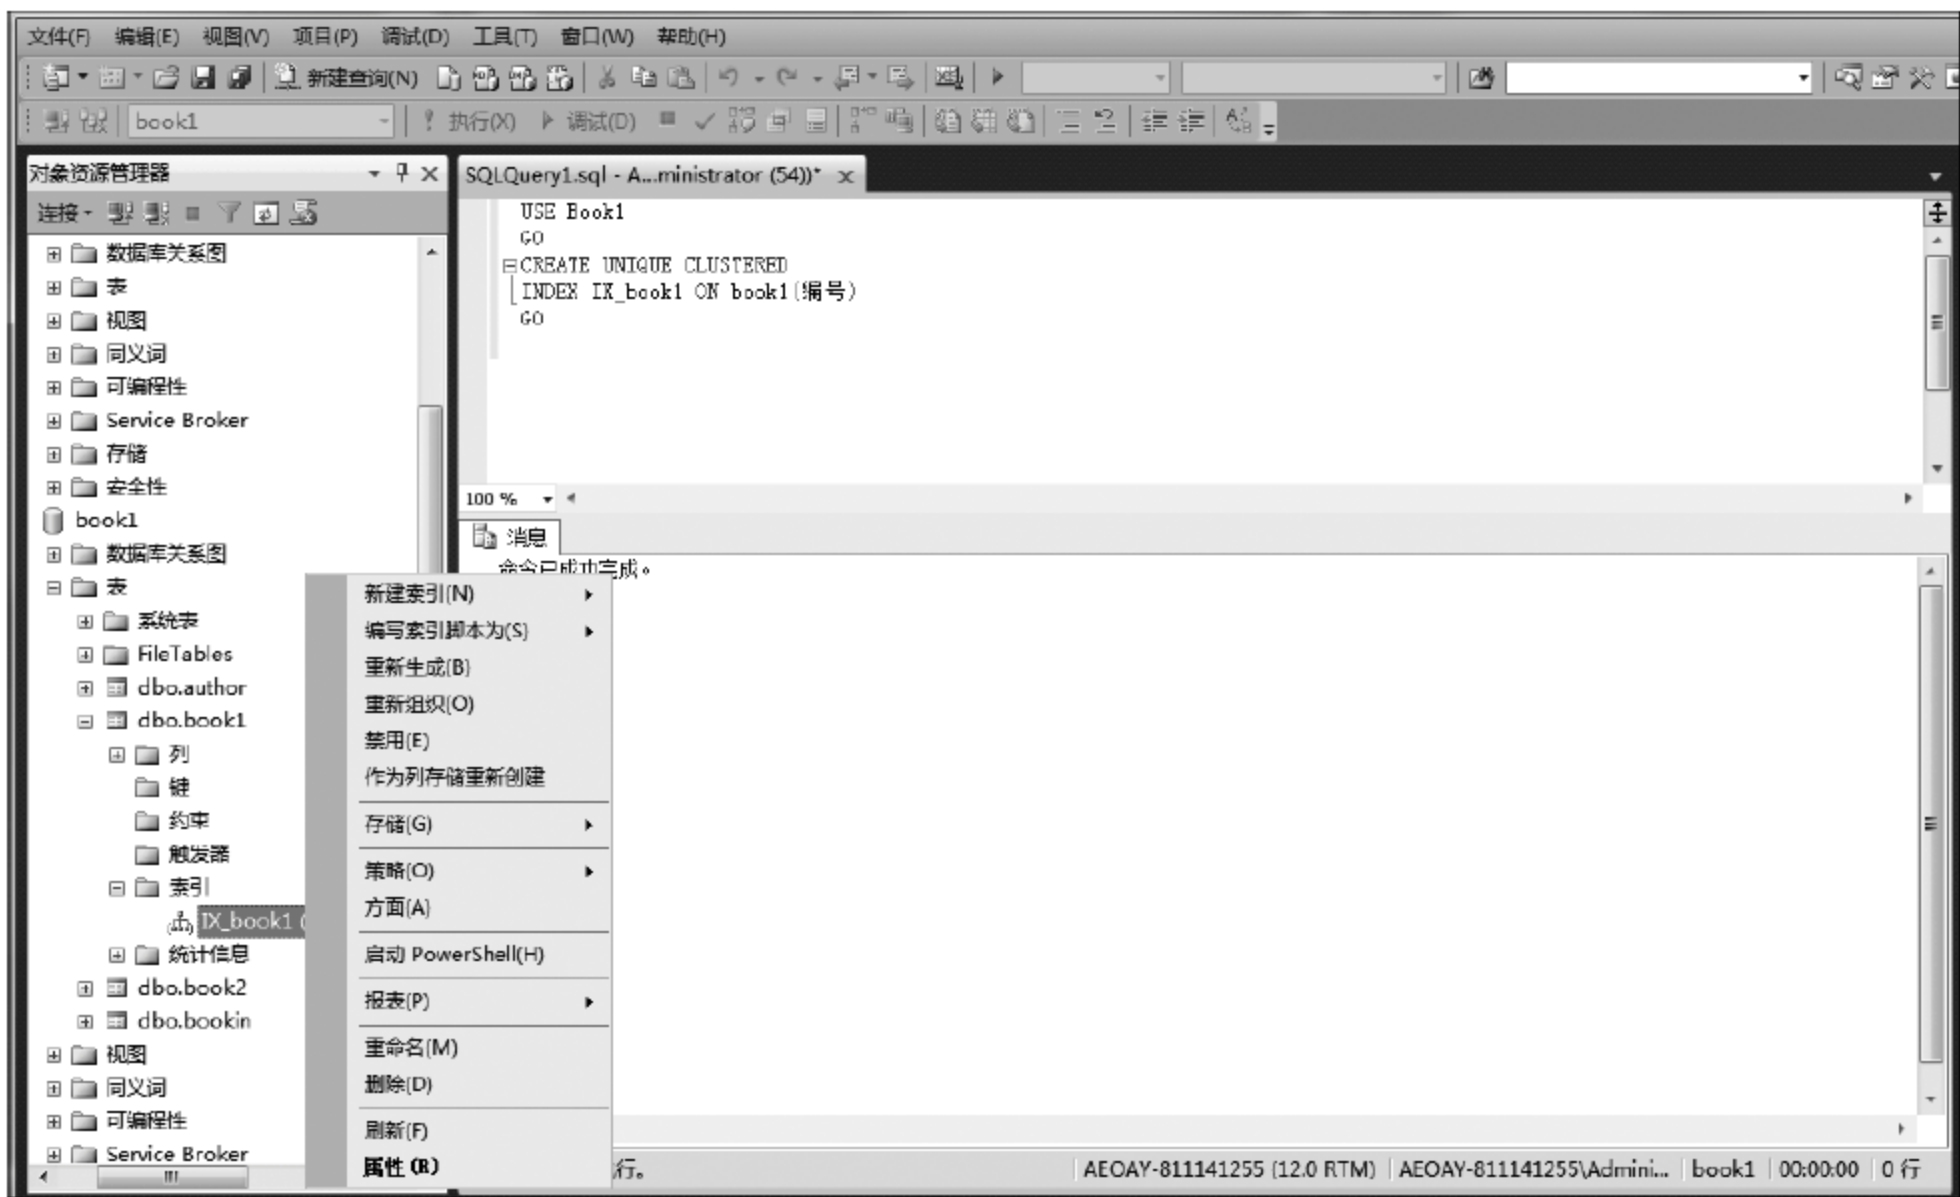 文件(F) 编辑(E) 视图(V) 项目(P) 调试(D) 工具(T) 窗口(W) 帮助(H)
新建查询(N)
book1 执行(X) 调试(D)
对象资源管理器
SQLQuery1.sql - A...ministrator (54))*
连接
USE Book1
GO
CREATE UNIQUE CLUSTERED
INDEX IX_book1 ON book1(编号)
GO
100 %
消息
命令已成功完成。
数据库关系图
表
视图
同义词
可编程性
Service Broker
存储
安全性
book1
数据库关系图
表
系统表
FileTables
dbo.author
dbo.book1
列
键
约束
触发器
索引
IX_book1 (
统计信息
dbo.book2
dbo.bookin
视图
同义词
可编程性
Service Broker
新建索引(N)
编写索引脚本为(S)
重新生成(B)
重新组织(O)
禁用(E)
作为列存储重新创建
存储(G)
策略(O)
方面(A)
启动 PowerShell(H)
报表(P)
重命名(M)
删除(D)
刷新(F)
属性(R)
行。
AEOAY-811141255 (12.0 RTM) AEOAY-811141255\Admini... book1 00:00:00 0 行